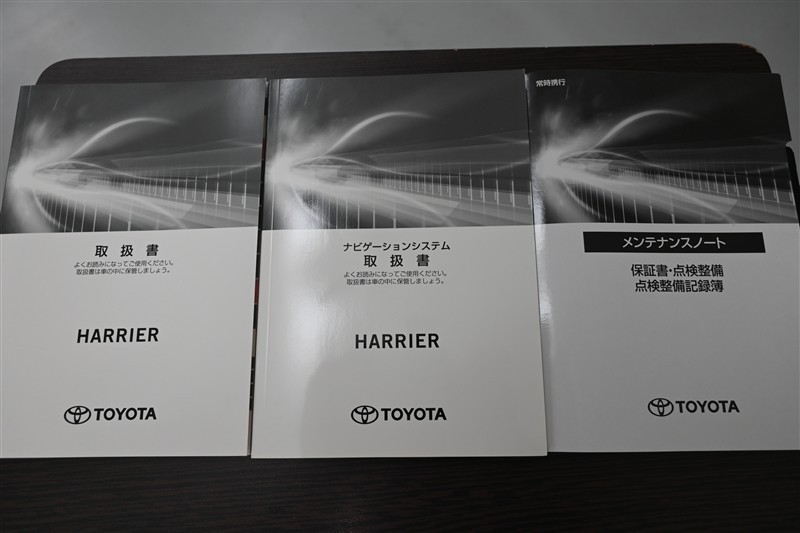 取扱書
よくお読みになってご使用ください。
取扱書は車の中に保管しましょう。
HARRIER
TOYOTA
ナビゲーションシステム
取扱書
よくお読みになってご使用ください。
取扱書は車の中に保管しましょう。
HARRIER
TOYOTA
常時携行
メンテナンスノート
保証書・点検整備
点検整備記録簿
TOYOTA